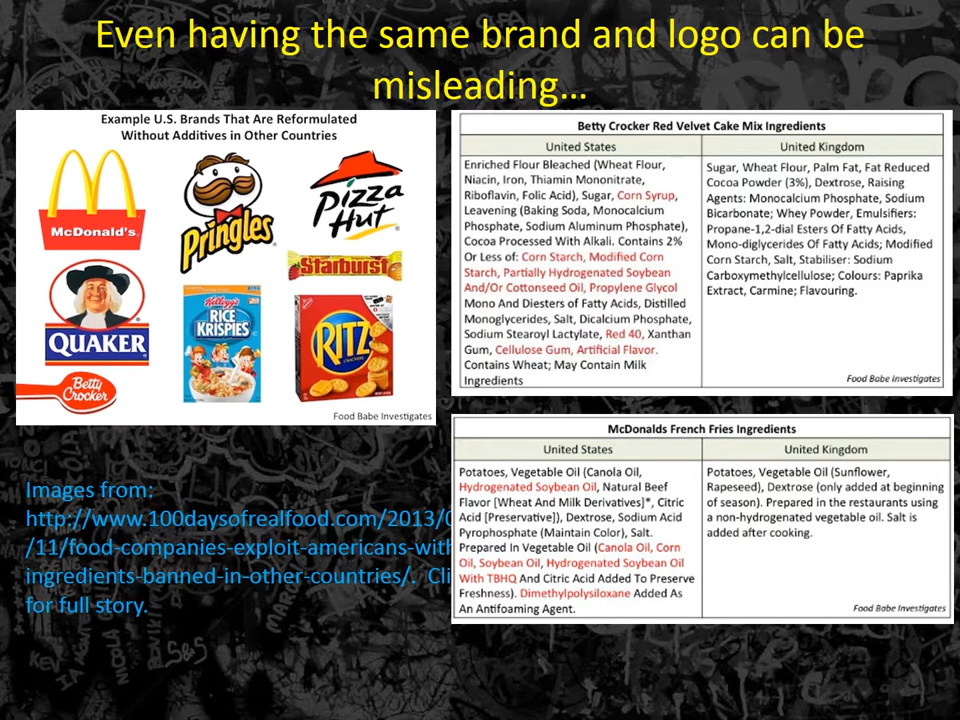 Even having the same brand and logo can be
misleading…
Example U.S. Brands That Are Reformulated
Without Additives in Other Countries
McDonald's
Pringles
Pizza
Hut
Starburst
QUAKER
Kellogg's
RICE
KRISPIES
RITZ
CRACKERS
Betty
Crocker
Food Babe Investigates
Betty Crocker Red Velvet Cake Mix Ingredients
United States
Enriched Flour Bleached (Wheat Flour,
Niacin, Iron, Thiamin Mononitrate,
Riboflavin, Folic Acid), Sugar, Corn Syrup,
Leavening (Baking Soda, Monocalcium
Phosphate, Sodium Aluminum Phosphate),
Cocoa Processed With Alkali. Contains 2%
Or Less of: Corn Starch, Modified Corn
Starch, Partially Hydrogenated Soybean
And/Or Cottonseed Oil, Propylene Glycol
Mono And Diesters of Fatty Acids, Distilled
Monoglycerides, Salt, Dicalcium Phosphate,
Sodium Stearoyl Lactylate, Red 40, Xanthan
Gum, Cellulose Gum, Artificial Flavor.
Contains Wheat; May Contain Milk
Ingredients
United Kingdom
Sugar, Wheat Flour, Palm Fat, Fat Reduced
Cocoa Powder (3%), Dextrose, Raising
Agents: Monocalcium Phosphate, Sodium
Bicarbonate; Whey Powder, Emulsifiers:
Propane-1,2-dial Esters Of Fatty Acids,
Mono-diglycerides Of Fatty Acids; Modified
Corn Starch, Salt, Stabiliser: Sodium
Carboxymethylcellulose; Colours: Paprika
Extract, Carmine; Flavouring.
Food Babe Investigates
McDonalds French Fries Ingredients
United States
Potatoes, Vegetable Oil (Canola Oil,
Hydrogenated Soybean Oil, Natural Beef
Flavor [Wheat And Milk Derivatives]*, Citric
Acid [Preservative]), Dextrose, Sodium Acid
Pyrophosphate (Maintain Color), Salt.
Prepared In Vegetable Oil (Canola Oil, Corn
Oil, Soybean Oil, Hydrogenated Soybean Oil
With TBHQ And Citric Acid Added To Preserve
Freshness). Dimethylpolysiloxane Added As
An Antifoaming Agent.
United Kingdom
Potatoes, Vegetable Oil (Sunflower,
Rapeseed), Dextrose (only added at beginning
of season). Prepared in the restaurants using
a non-hydrogenated vegetable oil. Salt is
added after cooking.
Food Babe Investigates
Images from:
http://www.100daysofrealfood.com/2013/0
/11/food-companies-exploit-americans-with
ingredients-banned-in-other-countries/. Cli
for full story.
KEV
S&S